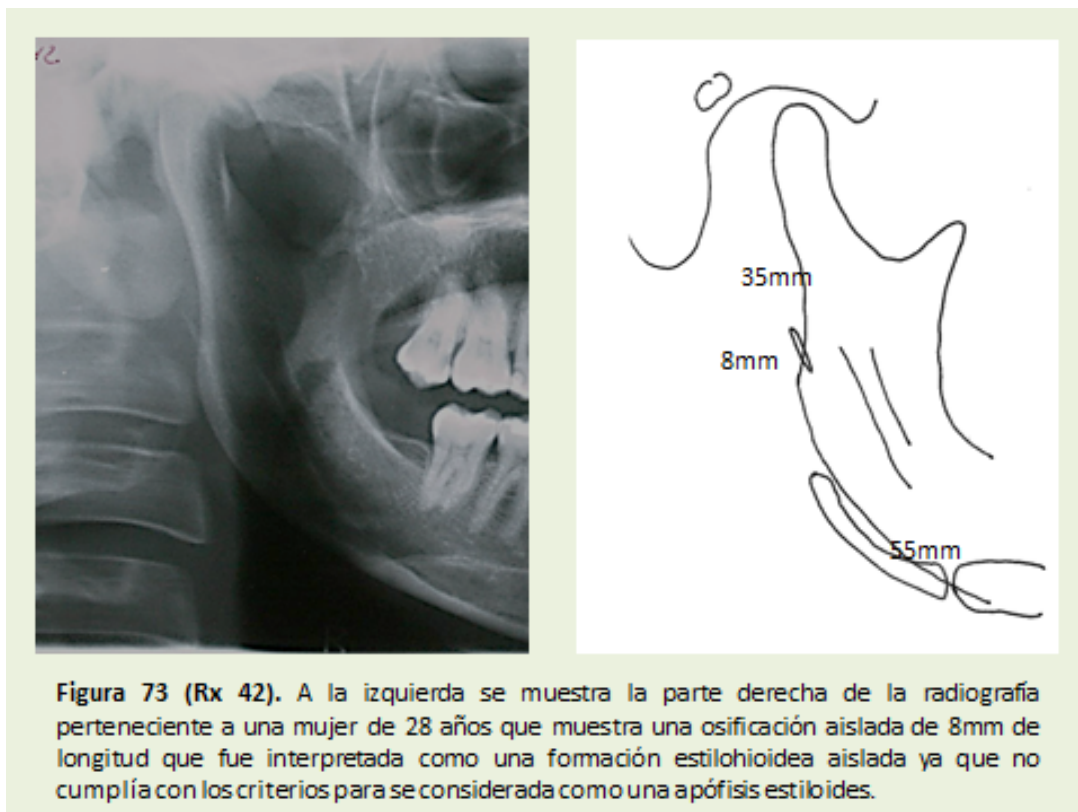 35mm
8mm
55mm
Figura 73 (Rx 42). A la izquierda se muestra la parte derecha de la radiografía
perteneciente a una mujer de 28 años que muestra una osificación aislada de 8mm de
longitud que fue interpretada como una formación estilohioidea aislada ya que no
cumplía con los criterios para se considerada como una apófisis estiloides.